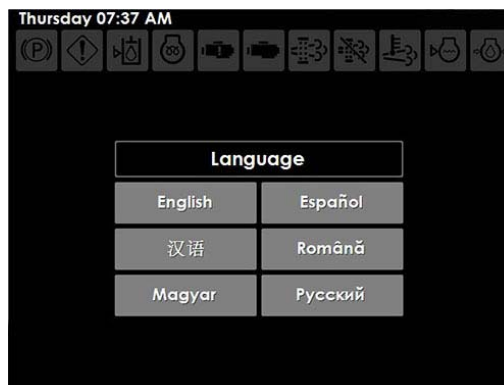 Thursday 07:37 AM
Language
English Español
汉语 Română
Magyar Русский